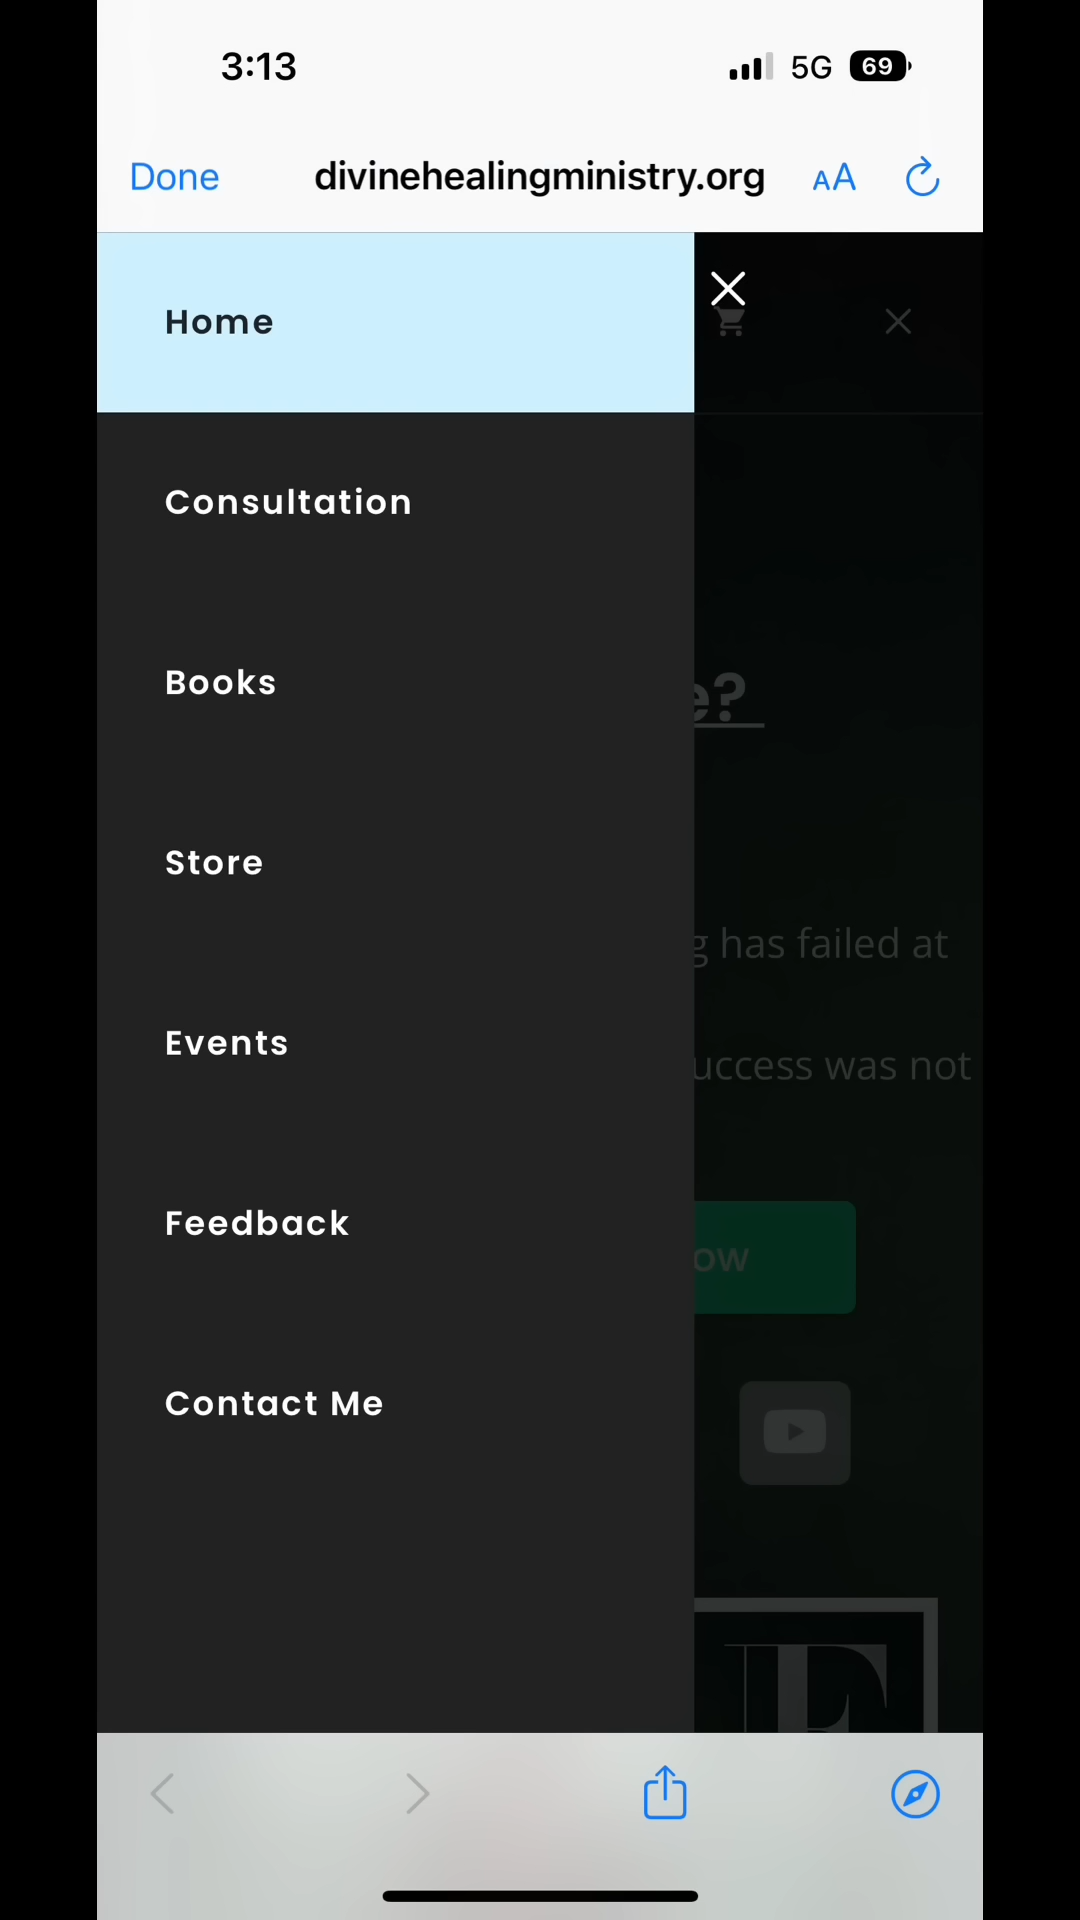 3:13
5G
69
Done
divinehealingministry.org
AA
Home
Consultation
Books
e?
Store
g has failed at
Events
uccess was not
Feedback
ow
Contact Me
E